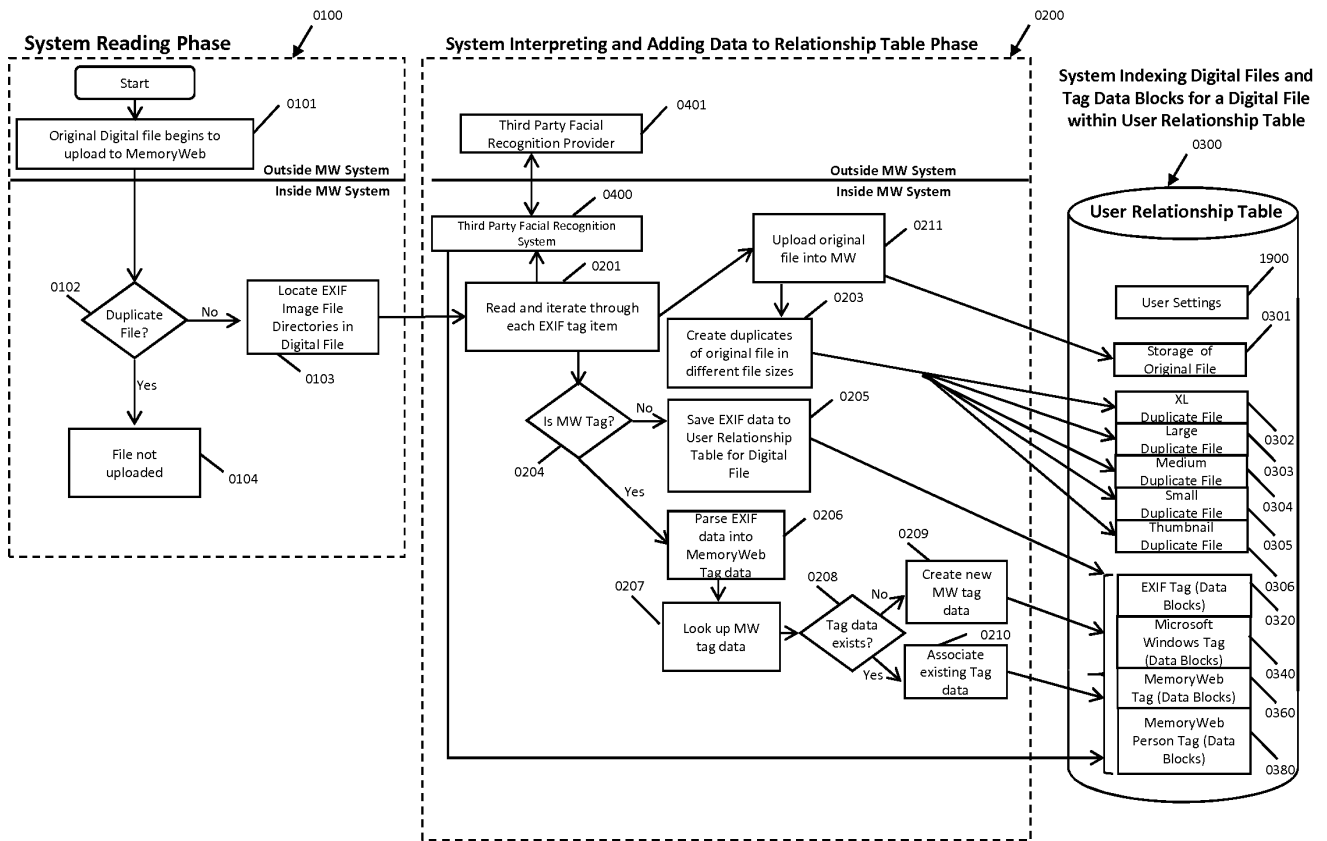 0100
System Reading Phase
Start
0101
Original Digital file begins to
upload to MemoryWeb
Outside MW System
Inside MW System
0102
Duplicate
File?
No
Locate EXIF
Image File
Directories in
Digital File
0103
Yes
File not
uploaded
0104
0200
System Interpreting and Adding Data to Relationship Table Phase
0401
Third Party Facial
Recognition Provider
Outside MW System
Inside MW System
0400
Third Party Facial Recognition
System
0211
Upload original
file into MW
0201
Read and iterate through
each EXIF tag item
0203
Create duplicates
of original file in
different file sizes
Is MW Tag?
No
0204
Yes
0205
Save EXIF data to
User Relationship
Table for Digital
File
0206
Parse EXIF
data into
MemoryWeb
Tag data
0207
Look up MW
tag data
0208
Tag data
exists?
No
Yes
0209
Create new
MW tag
data
0210
Associate
existing Tag
data
System Indexing Digital Files and
Tag Data Blocks for a Digital File
within User Relationship Table
0300
User Relationship Table
1900
User Settings
0301
Storage of
Original File
XL
Duplicate File
0302
Large
Duplicate File
0303
Medium
Duplicate File
0304
Small
Duplicate File
0305
Thumbnail
Duplicate File
0306
EXIF Tag (Data
Blocks)
0320
Microsoft
Windows Tag
(Data Blocks)
0340
MemoryWeb
Tag (Data Blocks)
0360
MemoryWeb
Person Tag (Data
Blocks)
0380